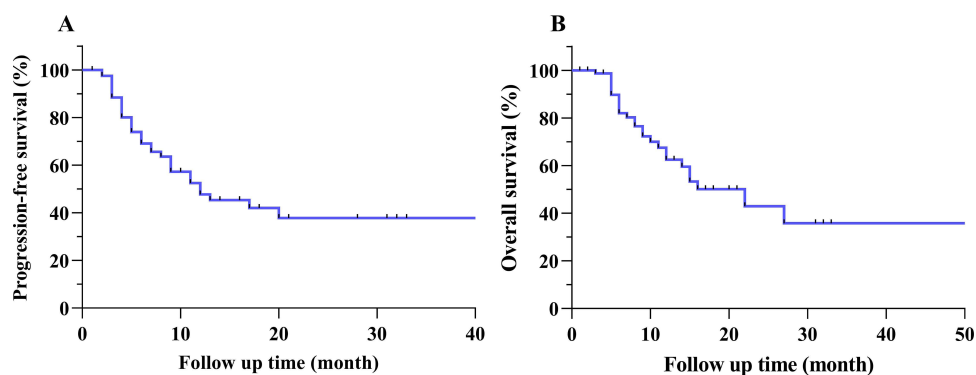 A
Progression-free survival (%)
100
80
60
40
20
0
0 10 20 30 40
Follow up time (month)
B
Overall survival (%)
100
80
60
40
20
0
0 10 20 30 40 50
Follow up time (month)